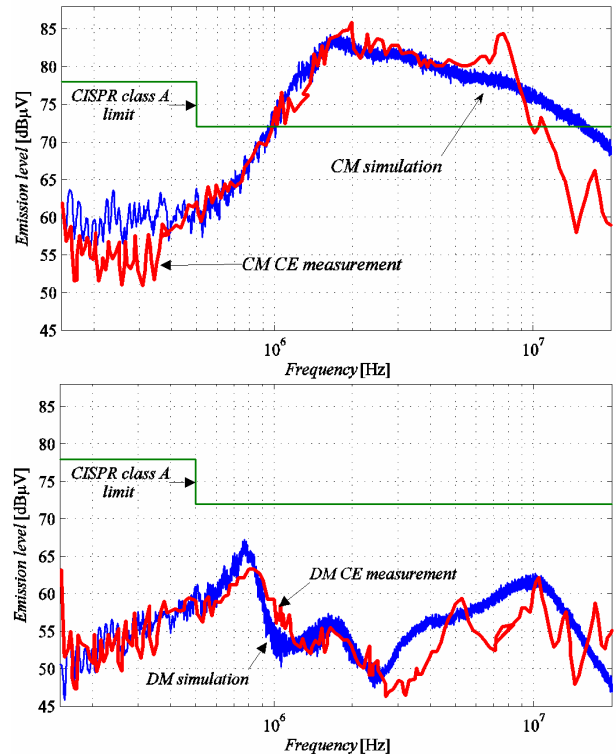 85
80
75
70
65
60
55
50
45
Emission level [dBµV]
CISPR class A
limit
CM simulation
CM CE measurement
10^6
10^7
Frequency [Hz]
85
80
75
70
65
60
55
50
45
Emission level [dBµV]
CISPR class A
limit
DM CE measurement
DM simulation
10^6
10^7
Frequency [Hz]